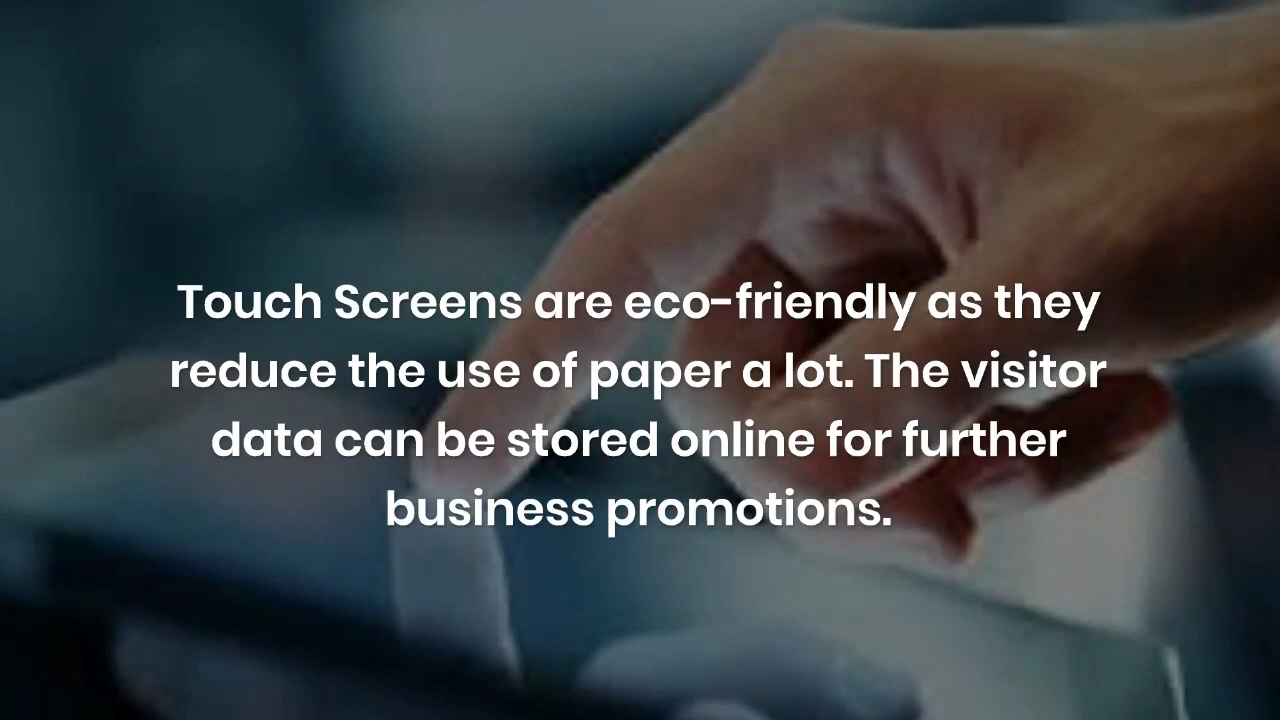 Touch Screens are eco-friendly as they
reduce the use of paper a lot. The visitor
data can be stored online for further
business promotions.